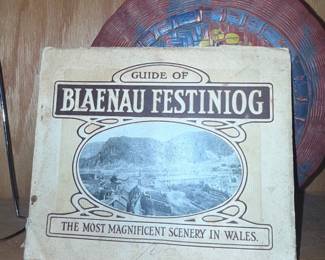 GUIDE OF
BLAENAU FESTINIOG
THE MOST MAGNIFICENT SCENERY IN WALES.